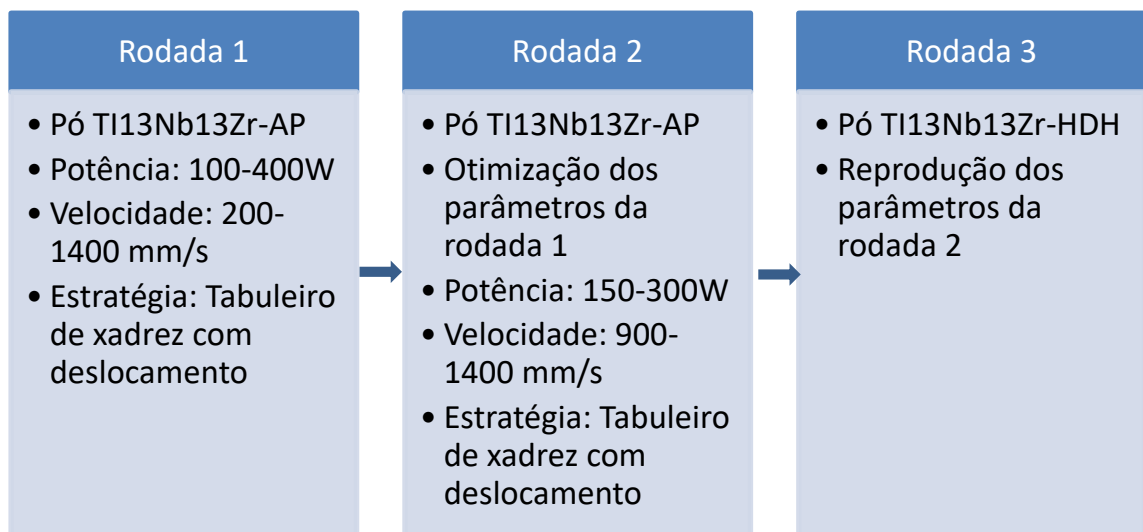 Rodada 1
• Pó TI13Nb13Zr-AP
• Potência: 100-400W
• Velocidade: 200-
1400 mm/s
• Estratégia: Tabuleiro
de xadrez com
deslocamento
Rodada 2
• Pó TI13Nb13Zr-AP
• Otimização dos
parâmetros da
rodada 1
• Potência: 150-300W
• Velocidade: 900-
1400 mm/s
• Estratégia: Tabuleiro
de xadrez com
deslocamento
Rodada 3
• Pó TI13Nb13Zr-HDH
• Reprodução dos
parâmetros da
rodada 2